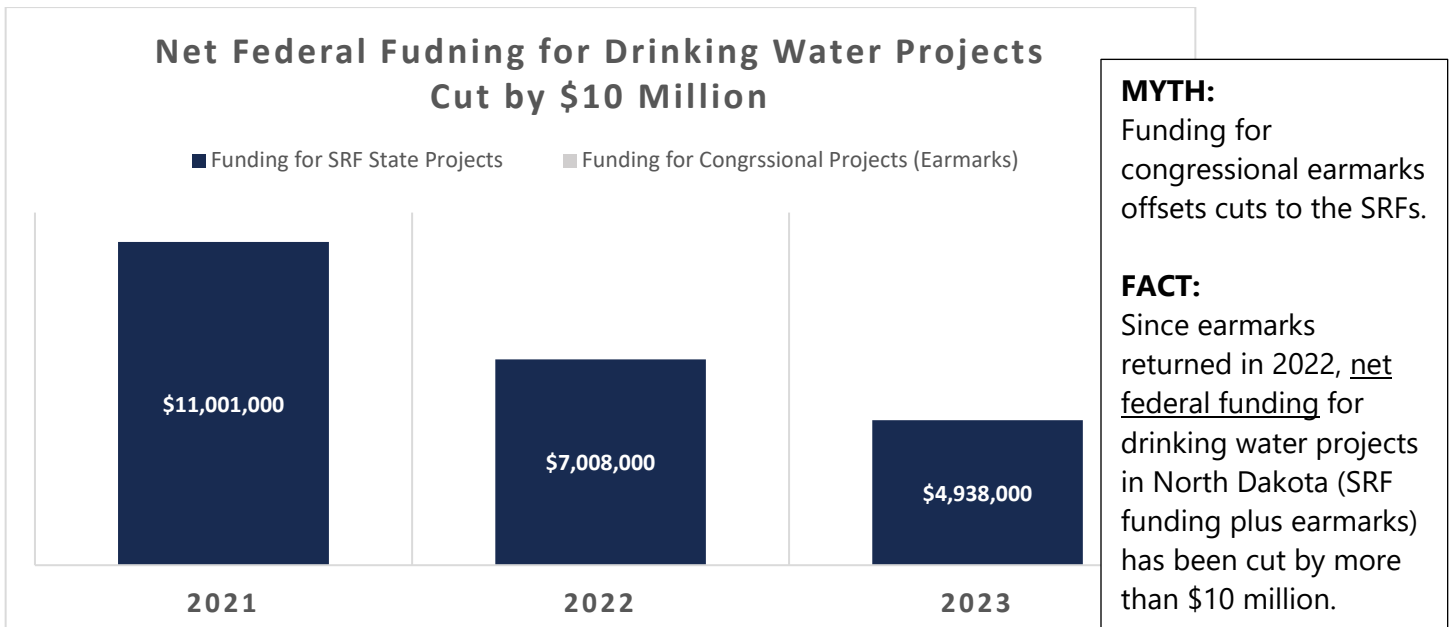 Net Federal Fudning for Drinking Water Projects
Cut by $10 Million
Funding for SRF State Projects
Funding for Congrssional Projects (Earmarks)
$11,001,000
$7,008,000
$4,938,000
2021
2022
2023
MYTH:
Funding for
congressional earmarks
offsets cuts to the SRFs.
FACT:
Since earmarks
returned in 2022, net
federal funding for
drinking water projects
in North Dakota (SRF
funding plus earmarks)
has been cut by more
than $10 million.